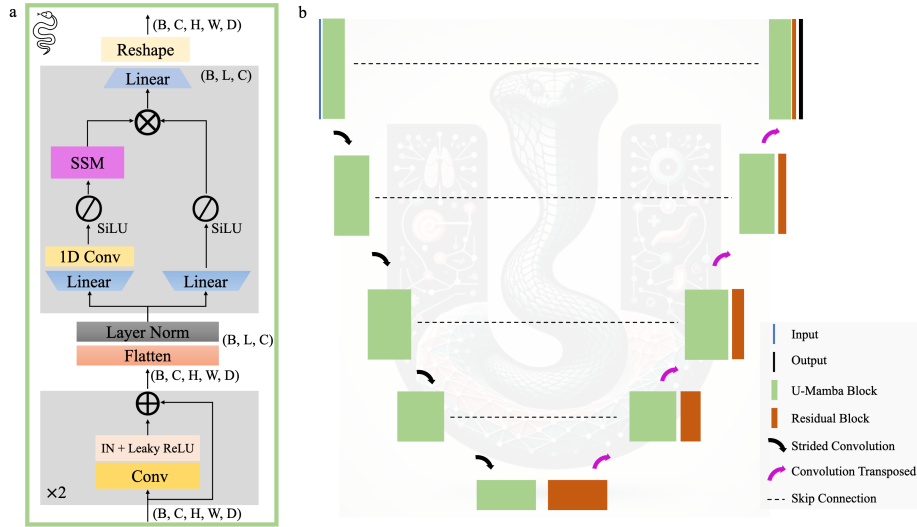 a
(B, C, H, W, D)
Reshape
Linear
(B, L, C)
SSM
SiLU
SiLU
1D Conv
Linear
Linear
Layer Norm
(B, L, C)
Flatten
(B, C, H, W, D)
IN + Leaky ReLU
Conv
×2
(B, C, H, W, D)
b
Input
Output
U-Mamba Block
Residual Block
Strided Convolution
Convolution Transposed
Skip Connection